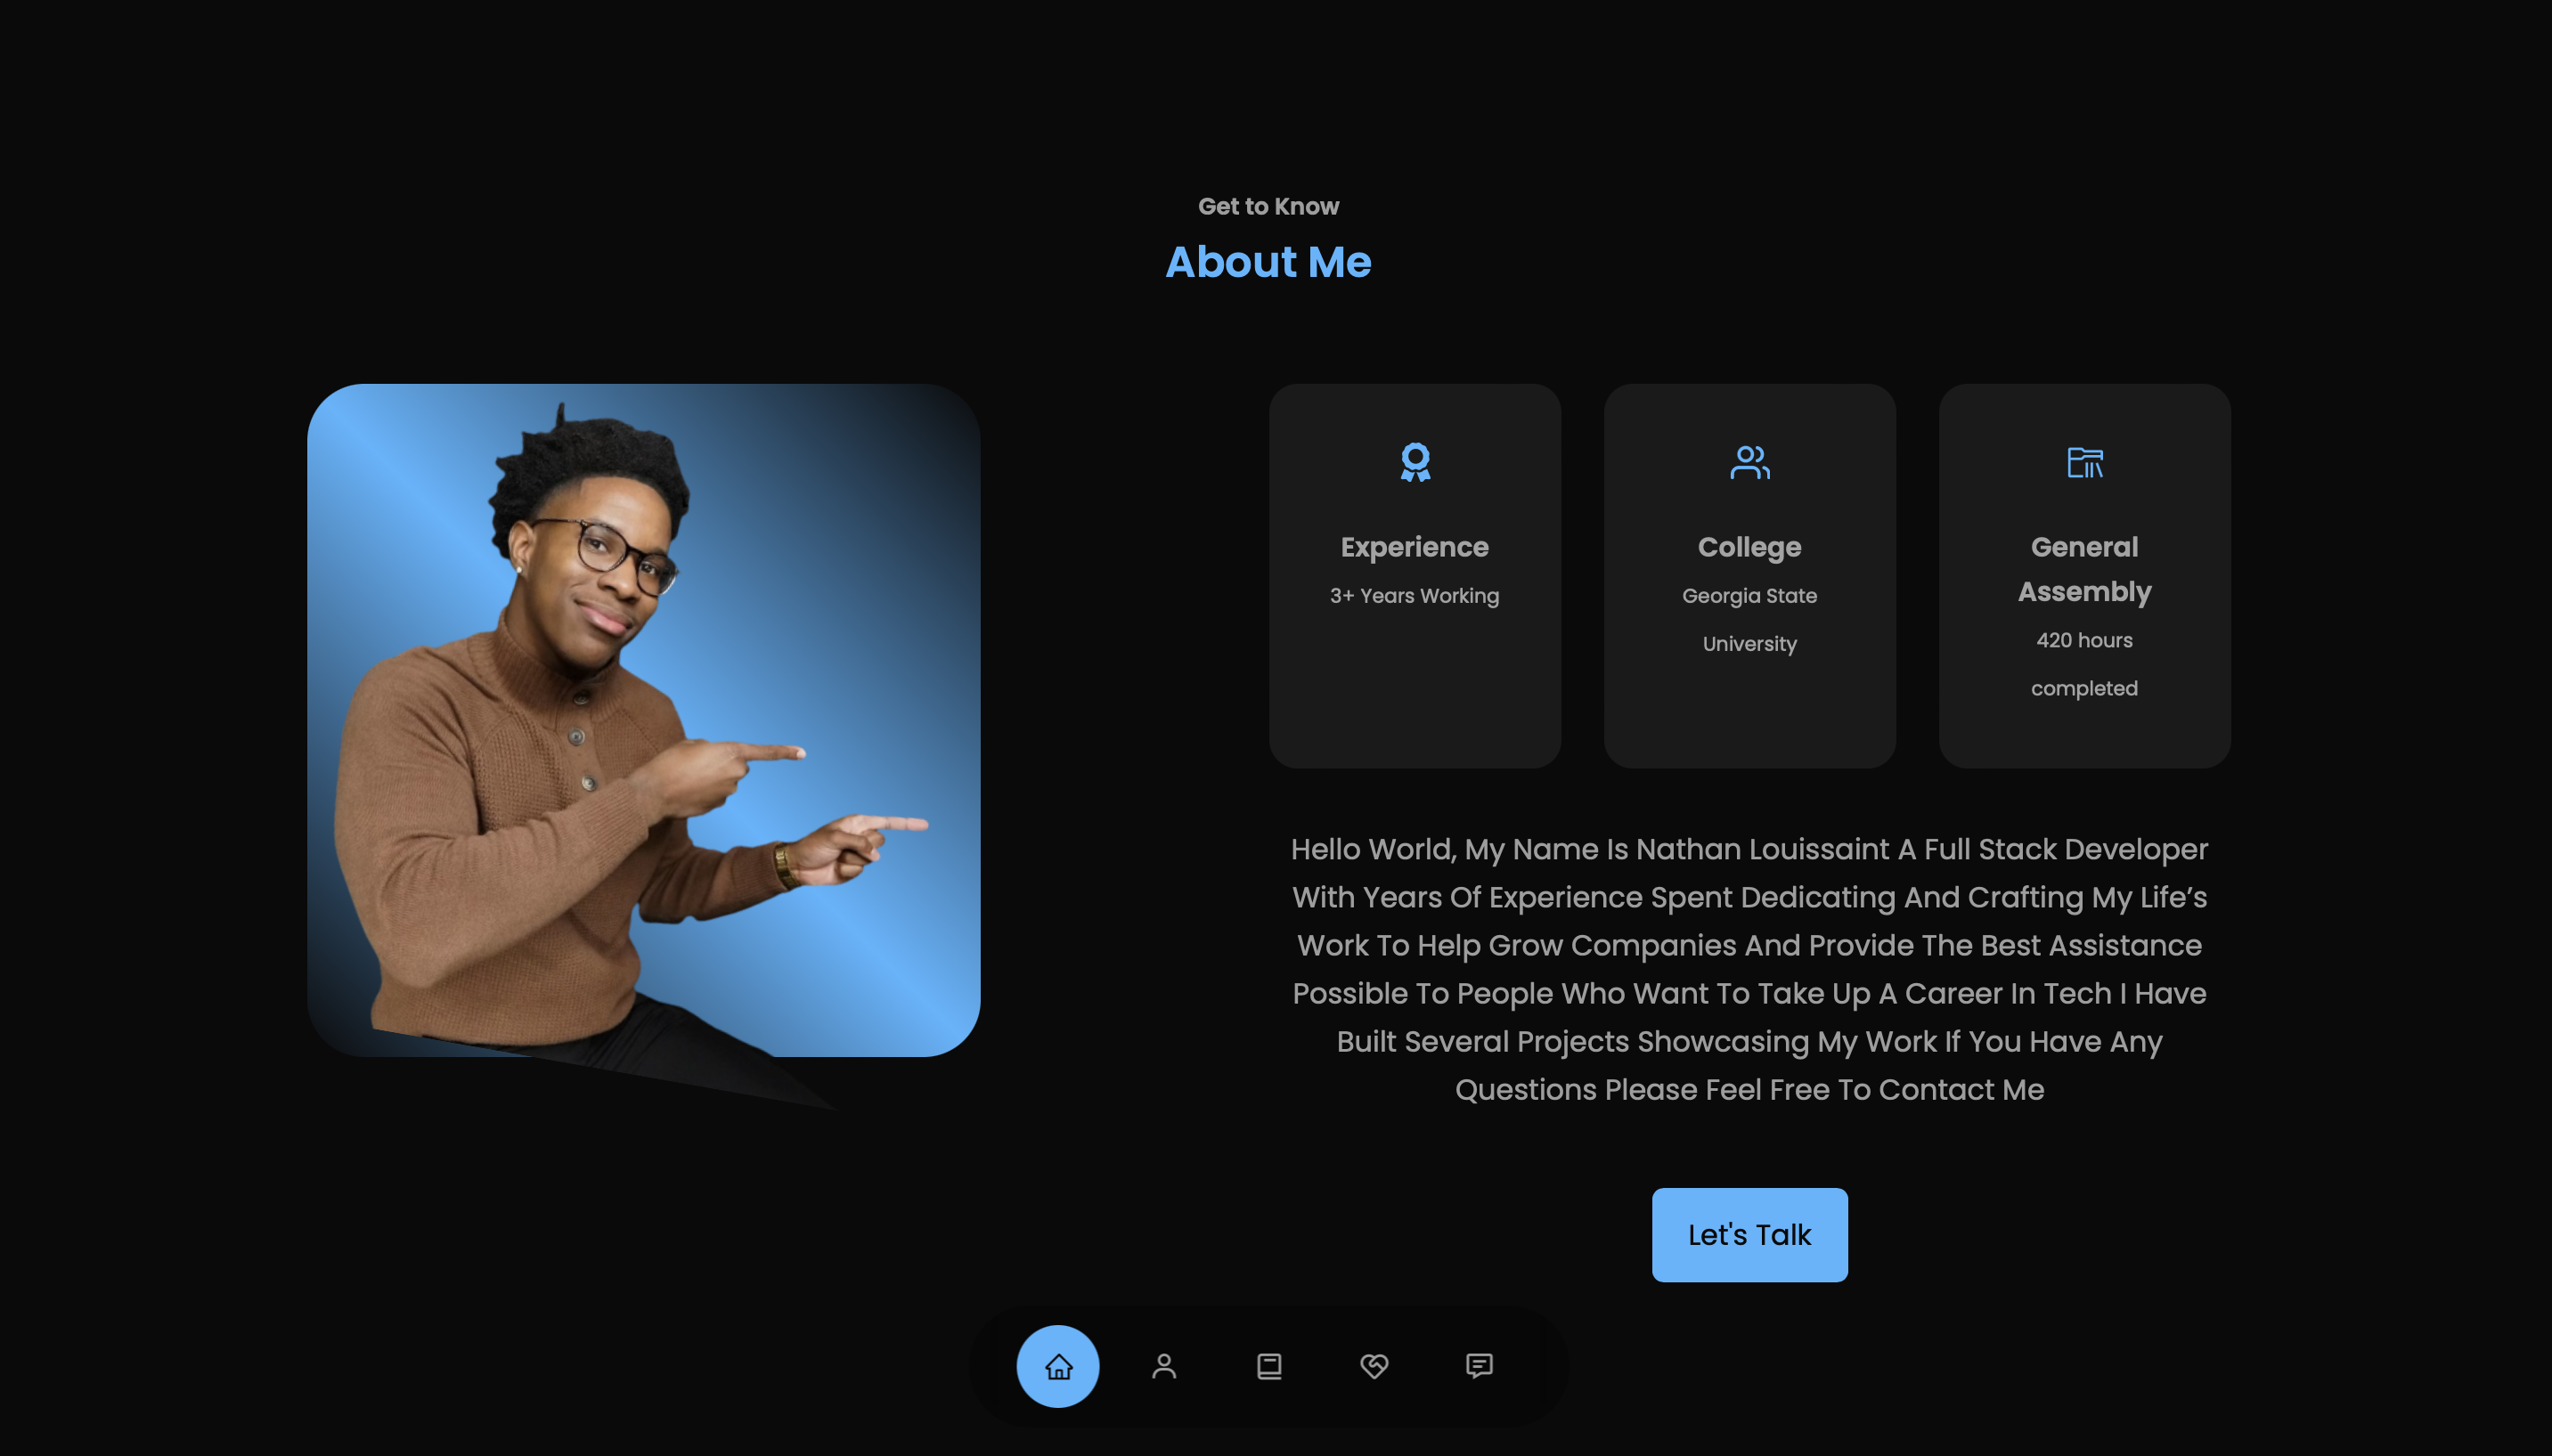 Get to Know
About Me
Experience
3+ Years Working
College
Georgia State
University
General
Assembly
420 hours
completed
Hello World, My Name Is Nathan Louissaint A Full Stack Developer
With Years Of Experience Spent Dedicating And Crafting My Life’s
Work To Help Grow Companies And Provide The Best Assistance
Possible To People Who Want To Take Up A Career In Tech I Have
Built Several Projects Showcasing My Work If You Have Any
Questions Please Feel Free To Contact Me
Let's Talk